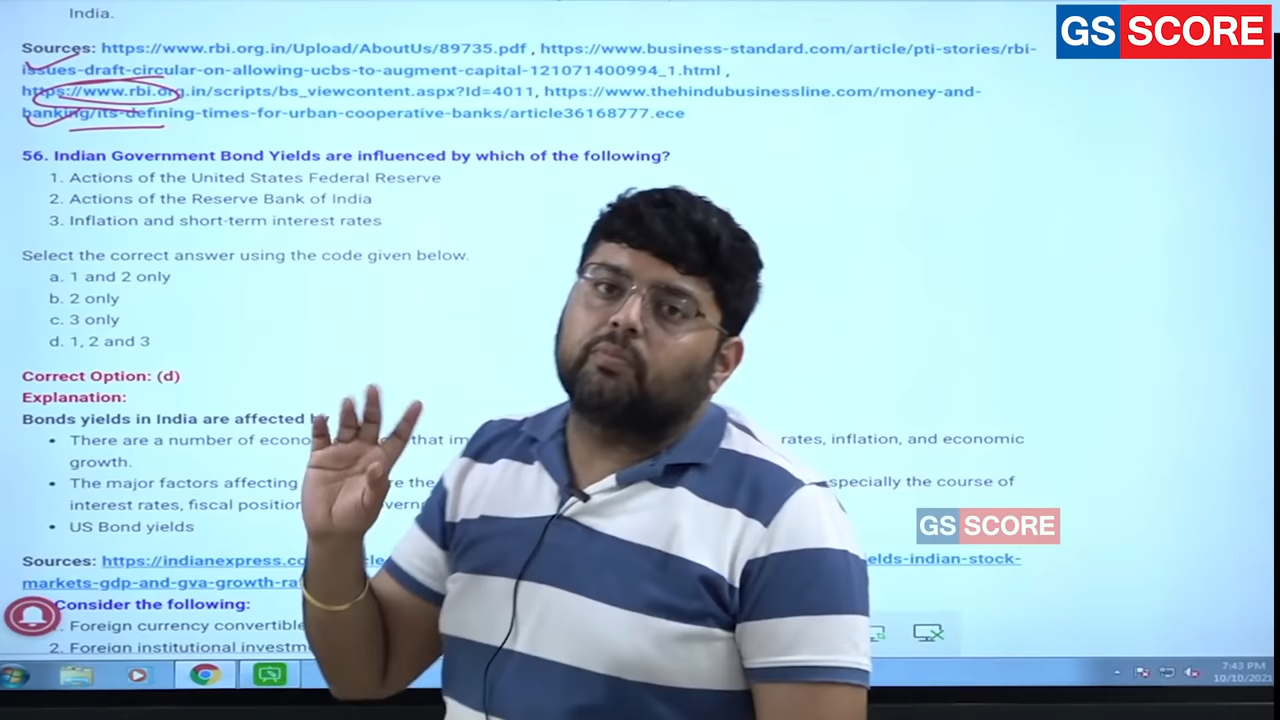 India.
GS SCORE
Sources: https://www.rbi.org.in/Upload/AboutUs/89735.pdf , https://www.business-standard.com/article/pti-stories/rbi-
issues-draft-circular-on-allowing-ucbs-to-augment-capital-121071400994_1.html ,
https://www.rbi.org.in/scripts/bs_viewcontent.aspx?Id=4011, https://www.thehindubusinessline.com/money-and-
banking/its-defining-times-for-urban-cooperative-banks/article36168777.ece
56. Indian Government Bond Yields are influenced by which of the following?
1. Actions of the United States Federal Reserve
2. Actions of the Reserve Bank of India
3. Inflation and short-term interest rates
Select the correct answer using the code given below.
a. 1 and 2 only
b. 2 only
c. 3 only
d. 1, 2 and 3
Correct Option: (d)
Explanation:
Bonds yields in India are affected
• There are a number of that rates, inflation, and economic
growth.
• The major factors affecting the course of
interest rates, fiscal position
• US Bond yields
GS SCORE
Sources: -stock-
markets-gdp-and-gva-growth-
Consider the following:
1. Foreign currency convertible
2. Foreign institutional
7:43 PM
10/10/2021